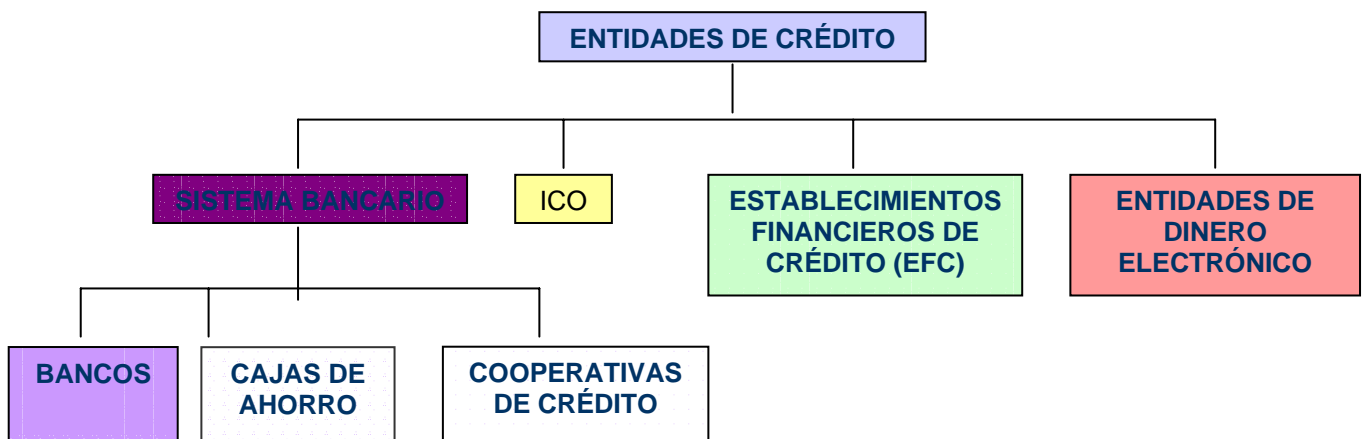 ENTIDADES DE CRÉDITO
SISTEMA BANCARIO
ICO
ESTABLECIMIENTOS
FINANCIEROS DE
CRÉDITO (EFC)
ENTIDADES DE
DINERO
ELECTRÓNICO
BANCOS
CAJAS DE
AHORRO
COOPERATIVAS
DE CRÉDITO